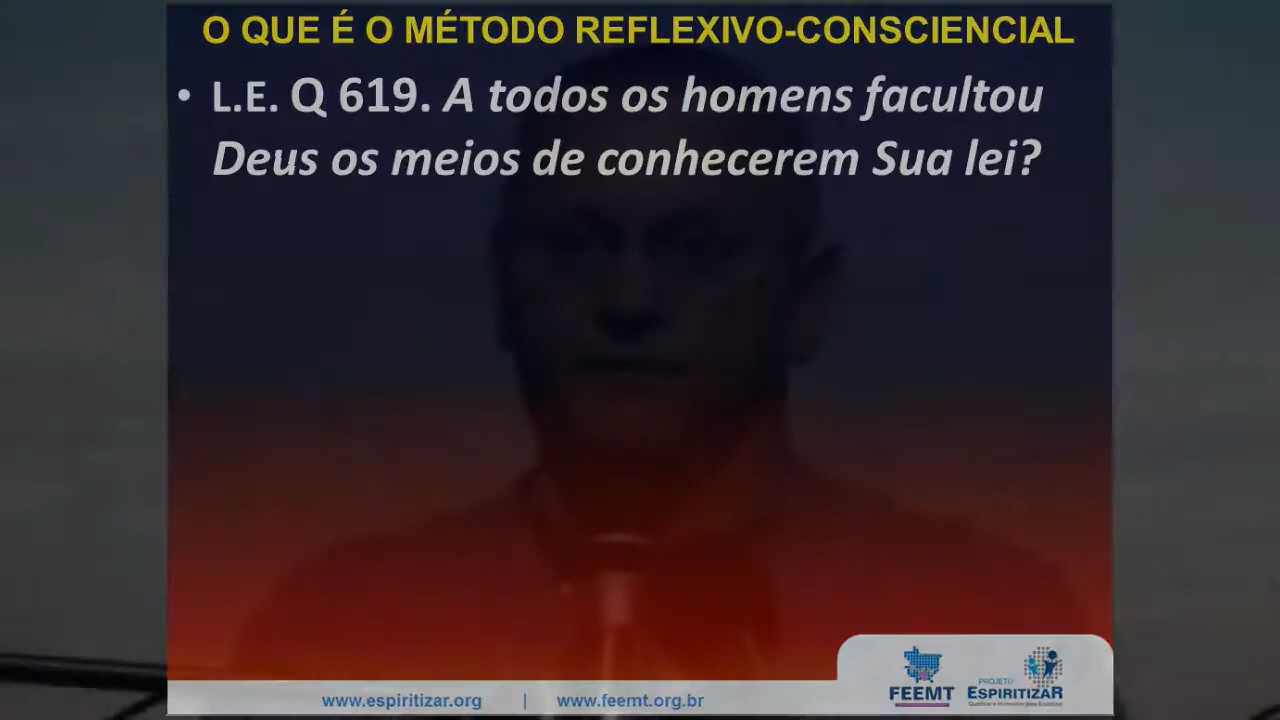 O QUE É O MÉTODO REFLEXIVO-CONSCIENCIAL
• L.E. Q 619. A todos os homens facultou
Deus os meios de conhecerem Sua lei?
www.espiritizar.org | www.feemt.org.br
FEEMT
PROJETO
ESPIRITIZAR